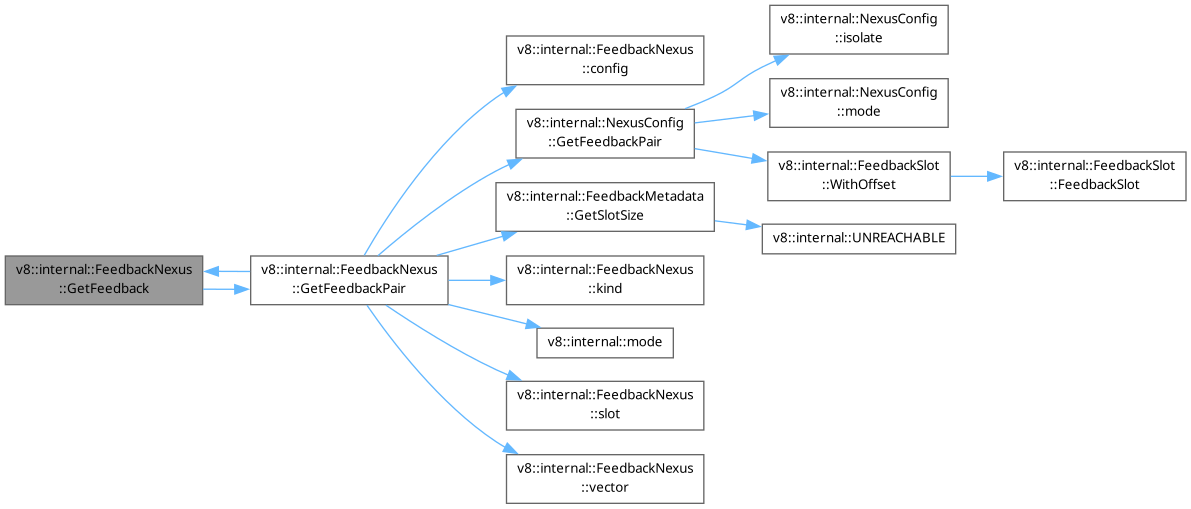 v8::internal::FeedbackNexus
::GetFeedback
v8::internal::FeedbackNexus
::GetFeedbackPair
v8::internal::FeedbackNexus
::config
v8::internal::NexusConfig
::GetFeedbackPair
v8::internal::NexusConfig
::isolate
v8::internal::NexusConfig
::mode
v8::internal::FeedbackSlot
::WithOffset
v8::internal::FeedbackSlot
::FeedbackSlot
v8::internal::FeedbackMetadata
::GetSlotSize
v8::internal::UNREACHABLE
v8::internal::FeedbackNexus
::kind
v8::internal::mode
v8::internal::FeedbackNexus
::slot
v8::internal::FeedbackNexus
::vector